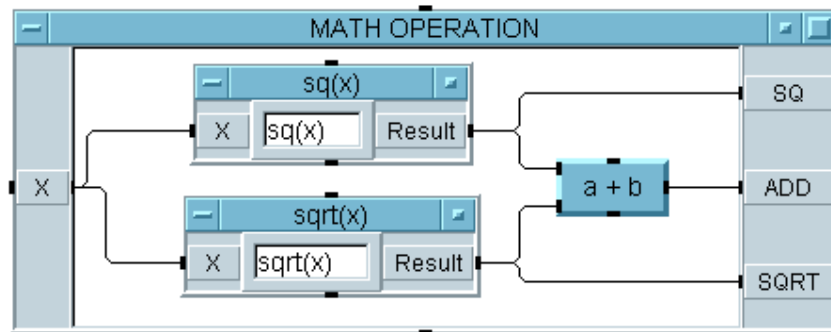 MATH OPERATION
sq(x)
X sq(x) Result
SQ
X
a + b
ADD
sqrt(x)
X sqrt(x) Result
SQRT